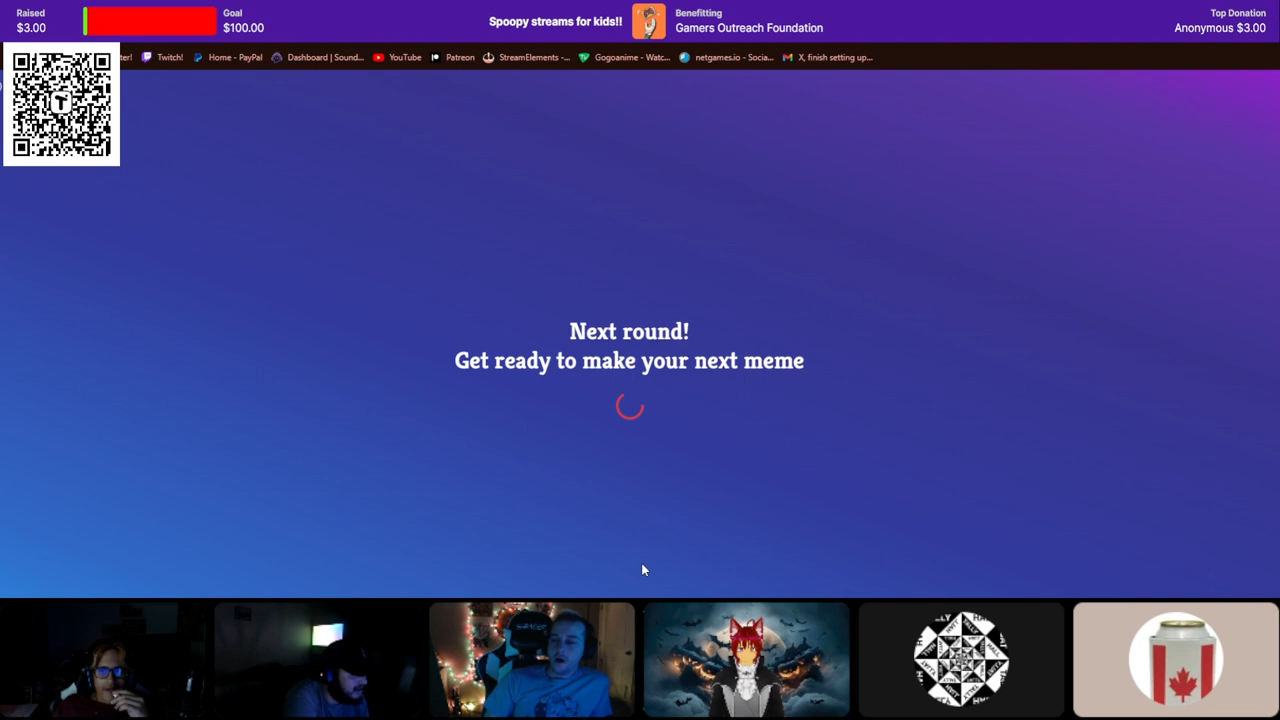 Raised
$3.00
Goal
$100.00
Spoopy streams for kids!!
Benefitting
Gamers Outreach Foundation
Top Donation
Anonymous $3.00
Twitch!
Home - PayPal
Dashboard | Sound...
YouTube
Patreon
StreamElements -...
Gogoanime - Watc...
netgames.io - Socia...
X, finish setting up...
Next round!
Get ready to make your next meme